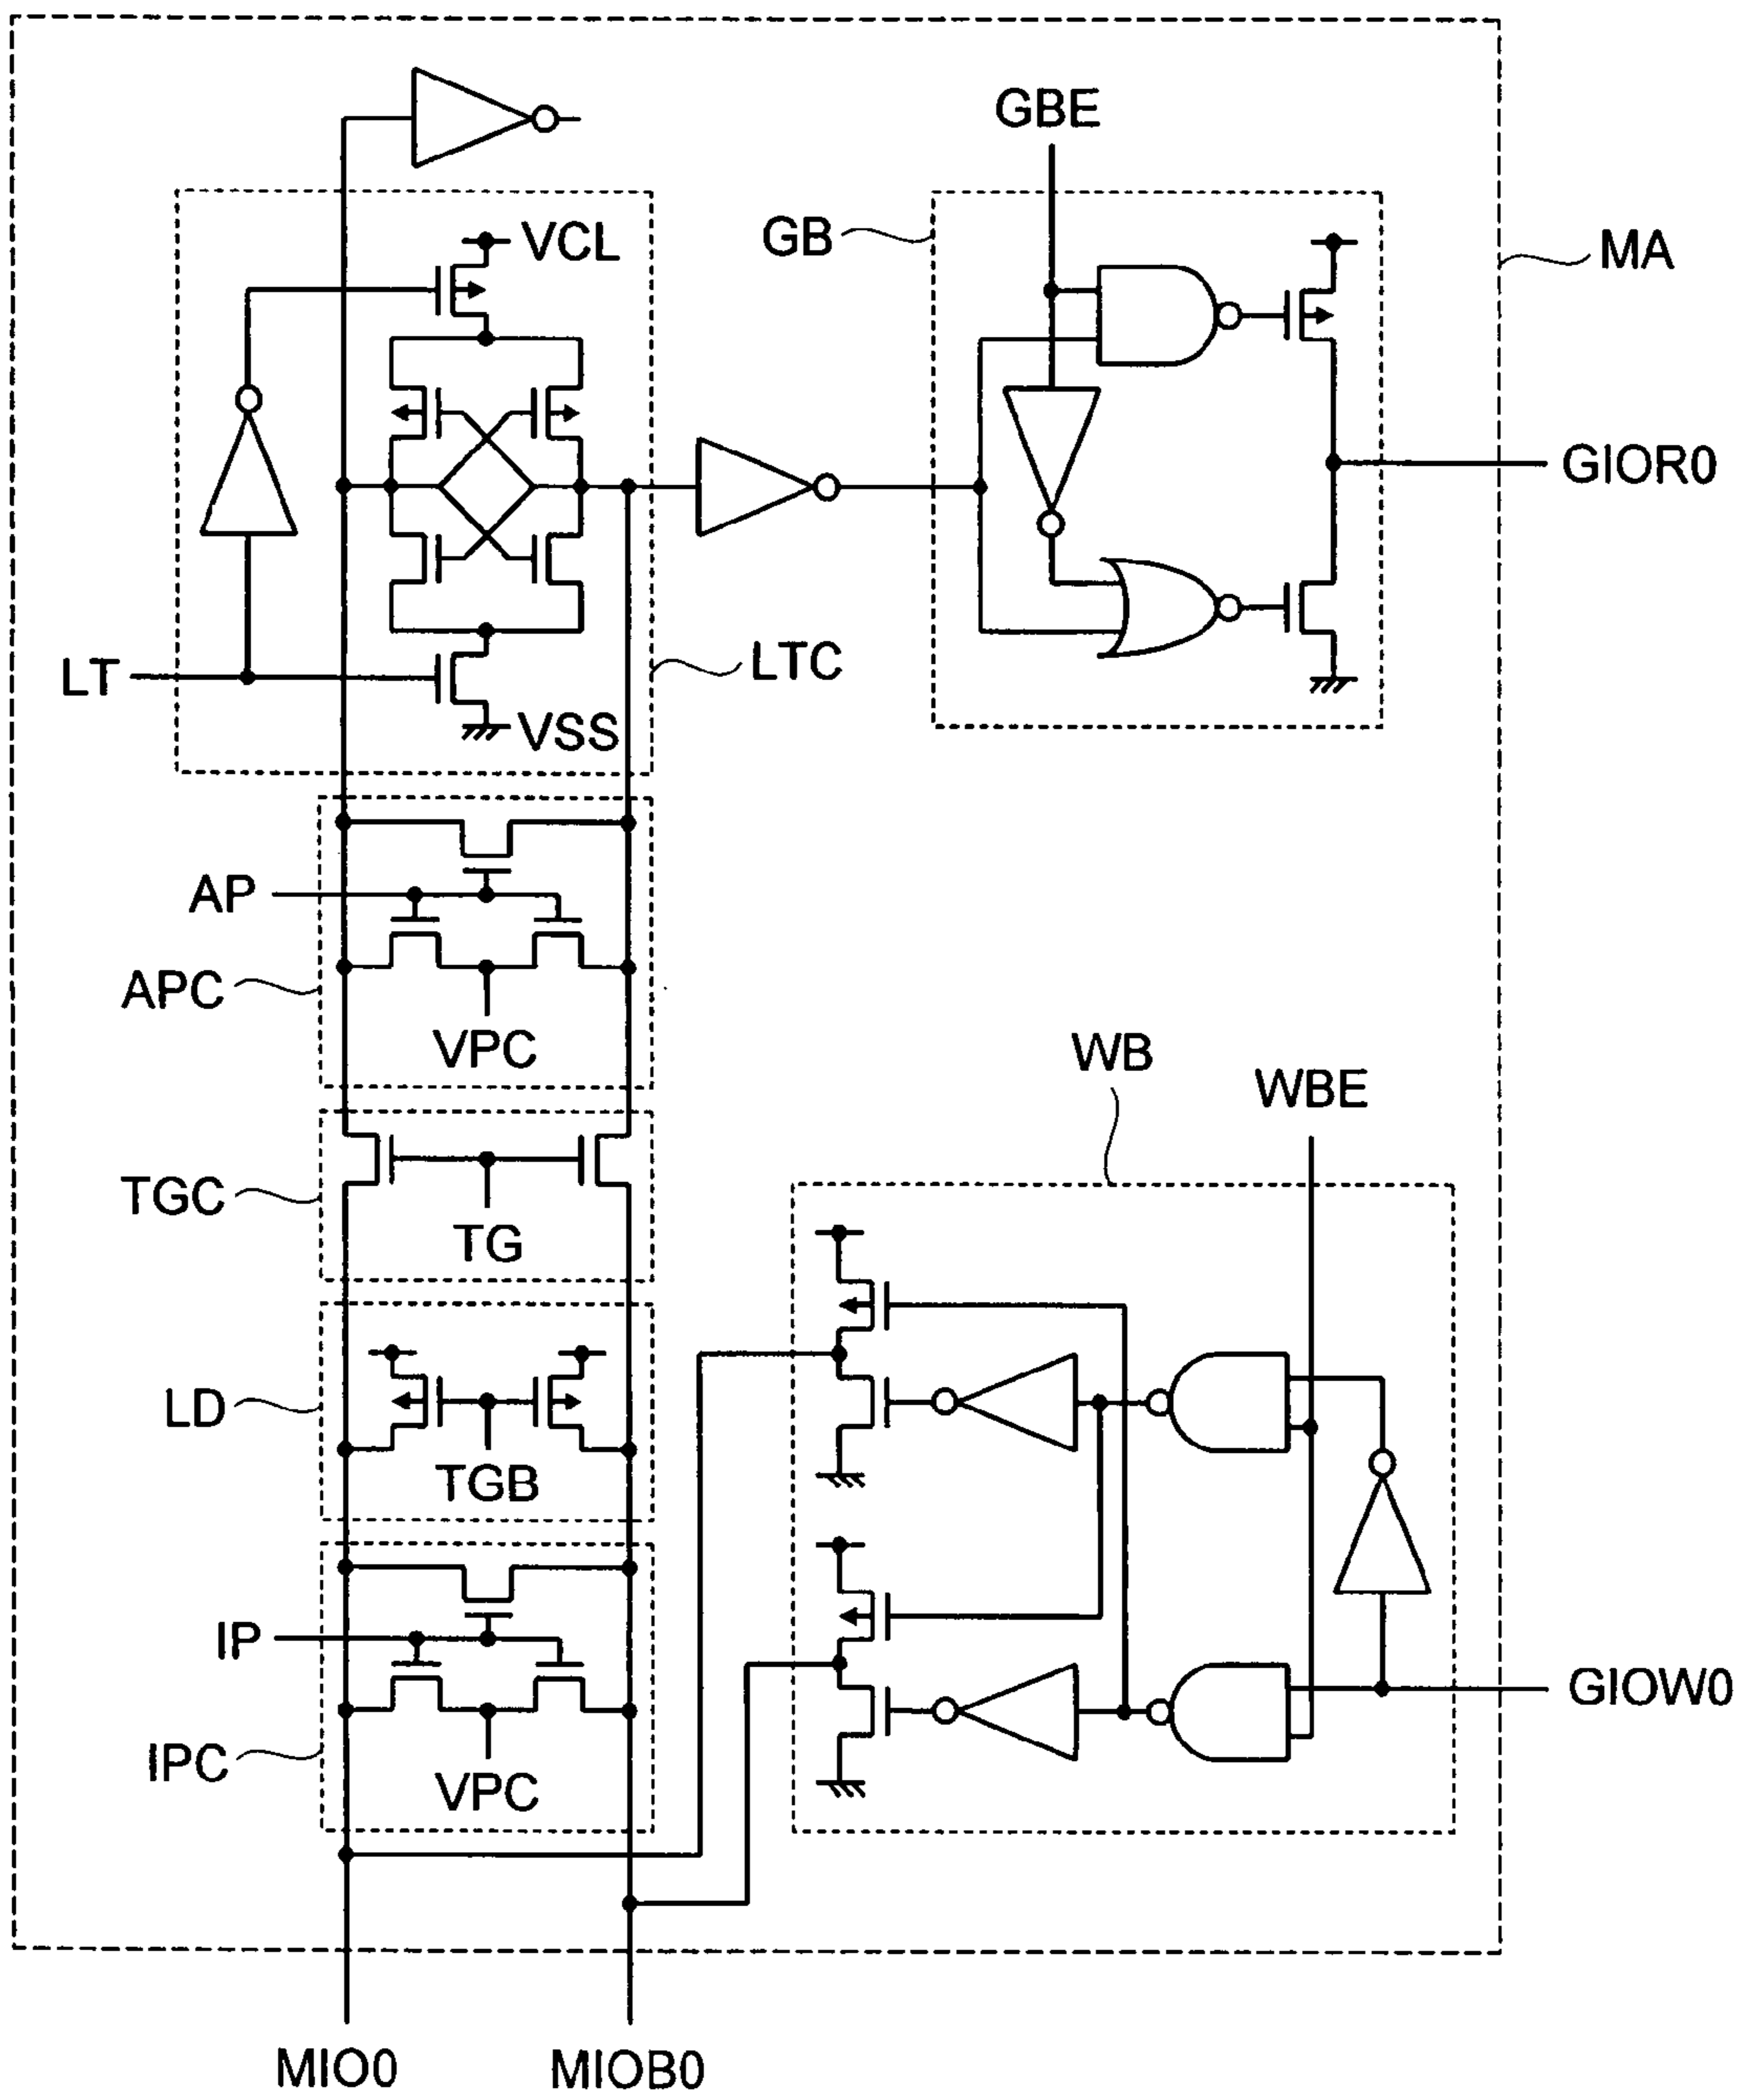 GBE
GB
VCL
MA
GIOR0
LT
LTC
VSS
AP
APC
VPC
WB
WBE
TGC
TG
LD
TGB
IP
GIOW0
IPC
VPC
MIO0
MIOB0